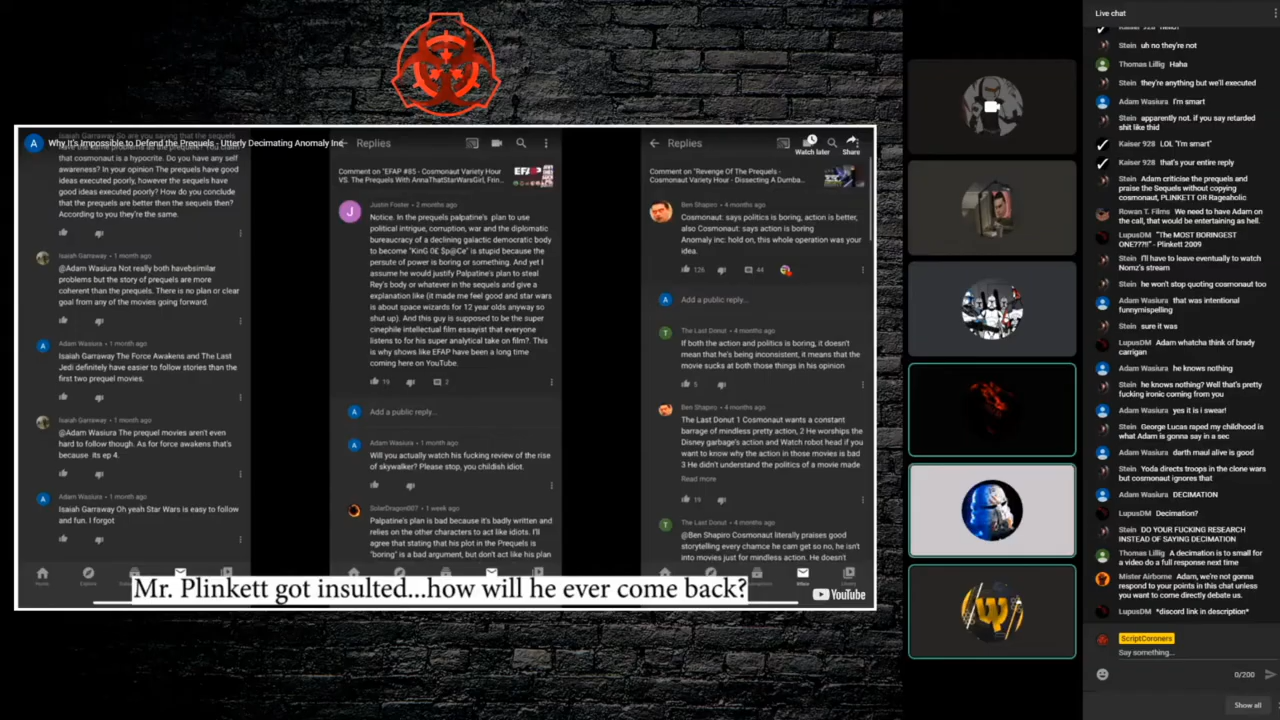 Why It's Impossible to Defend the Prequels - Utterly Decimating Anomaly Inc
Isaiah Garraway So are you saying that the sequels
that cosmonaut is a hypocrite. Do you have any self
awareness? In your opinion The prequels have good
ideas executed poorly, however the sequels have
good ideas executed poorly? How do you conclude
that the prequels are better then the sequels then?
According to you they're the same.
Isaiah Garraway · 1 month ago
@Adam Wasiura Not really both havebsimilar
problems but the story of prequels are more
coherent than the prequels. There is no plan or clear
goal from any of the movies going forward.
Adam Wasiura · 1 month ago
Isaiah Garraway The Force Awakens and The Last
Jedi definitely have easier to follow stories than the
first two prequel movies.
Isaiah Garraway · 1 month ago
@Adam Wasiura The prequel movies aren't even
hard to follow though. As for force awakens that's
because its ep 4.
Adam Wasiura · 1 month ago
Isaiah Garraway Oh yeah Star Wars is easy to follow
and fun. I forgot
Replies
Comment on "EFAP #85 - Cosmonaut Variety Hour
VS. The Prequels With AnnaThatStarWarsGirl, Frin...
Justin Foster · 2 months ago
Notice. In the prequels palpatine's plan to use
political intrigue, corruption, war and the diplomatic
bureaucracy of a declining galactic democratic body
to become "KinG 0£ $p@Ce" is stupid because the
persute of power is boring or something. And yet I
assume he would justify Palpatine's plan to steal
Rey's body or whatever in the sequels and give a
explanation like (it made me feel good and star wars
is about space wizards for 12 year olds anyway so
shut up). And this guy is supposed to be the super
cinephile intellectual film essayist that everyone
listens to for his super analytical take on film?. This
is why shows like EFAP have been a long time
coming here on YouTube.
19 2
Add a public reply...
Adam Wasiura · 1 month ago
Will you actually watch his fucking review of the rise
of skywalker? Please stop, you childish idiot.
SolarDragon007 · 1 week ago
Palpatine's plan is bad because it's badly written and
relies on the other characters to act like idiots. I'll
agree that stating that his plot in the Prequels is
"boring" is a bad argument, but don't act like his plan
Replies
Watch later
Share
Comment on "Revenge Of The Prequels -
Cosmonaut Variety Hour - Dissecting A Dumba...
Ben Shapiro · 4 months ago
Cosmonaut: says politics is boring, action is better,
also Cosmonaut: says action is boring
Anomaly inc: hold on, this whole operation was your
idea.
126 44
Add a public reply...
The Last Donut · 4 months ago
If both the action and politics is boring, it doesn't
mean that he's being inconsistent, it means that the
movie sucks at both those things in his opinion
5
Ben Shapiro · 4 months ago
The Last Donut 1 Cosmonaut wants a constant
barrage of mindless pretty action, 2 He worships the
Disney garbage's action and Watch robot head if you
want to know why the action in those movies is bad
3 He didn't understand the politics of a movie made
Read more
19
The Last Donut · 4 months ago
@Ben Shapiro Cosmonaut literally praises good
storytelling every chamce he cam get so no, he isn't
into movies just for mindless action. He doesn't
Mr. Plinkett got insulted...how will he ever come back?
YouTube
Live chat
Stein uh no they're not
Thomas Lillig Haha
Stein they're anything but we'll executed
Adam Wasiura I'm smart
Stein apparently not. if you say retarded
shit like thid
Kaiser 928 LOL "I'm smart"
Kaiser 928 that's your entire reply
Stein Adam criticise the prequels and
praise the Sequels without copying
cosmonaut, PLINKETT OR Rageaholic
Rowan T. Films We need to have Adam on
the call, that would be entertaining as hell.
LupusDM "The MOST BORINGEST
ONE???!!" - Plinkett 2009
Stein I'll have to leave eventually to watch
Nomz's stream
Stein he won't stop quoting cosmonaut too
Adam Wasiura that was intentional
funnymispelling
Stein sure it was
LupusDM Adam whatcha think of brady
carrigan
Adam Wasiura he knows nothing
Stein he knows nothing? Well that's pretty
fucking ironic coming from you
Adam Wasiura yes it is i swear!
Stein George Lucas raped my childhood is
what Adam is gonna say in a sec
Adam Wasiura darth maul alive is good
Stein Yoda directs troops in the clone wars
but cosmonaut ignores that
Adam Wasiura DECIMATION
LupusDM Decimation?
Stein DO YOUR FUCKING RESEARCH
INSTEAD OF SAYING DECIMATION
Thomas Lillig A decimation is to small for
a video do a full response next time
Mister Airborne Adam, we're not gonna
respond to your points in this chat unless
you want to come directly debate us.
LupusDM *discord link in description*
ScriptCoroners
Say something...
0/200
Show all